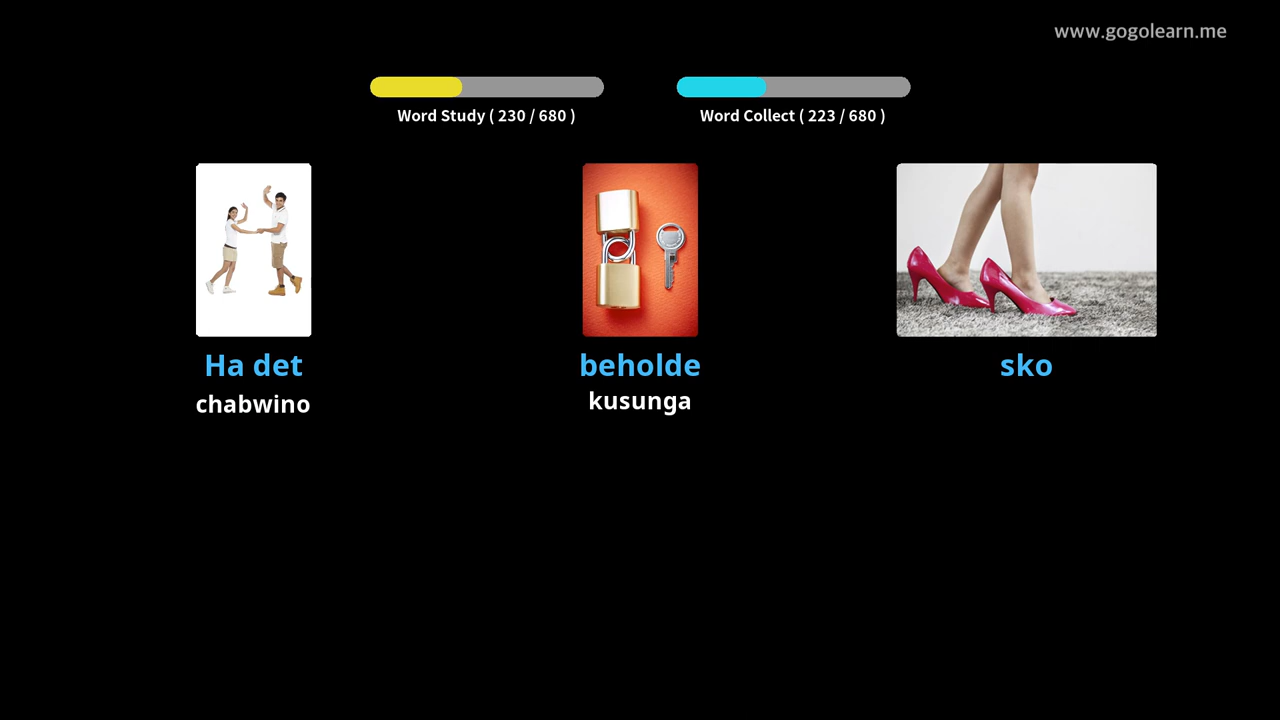 www.gogolearn.me
Word Study ( 230 / 680 )
Word Collect ( 223 / 680 )
Ha det
chabwino
beholde
kusunga
sko